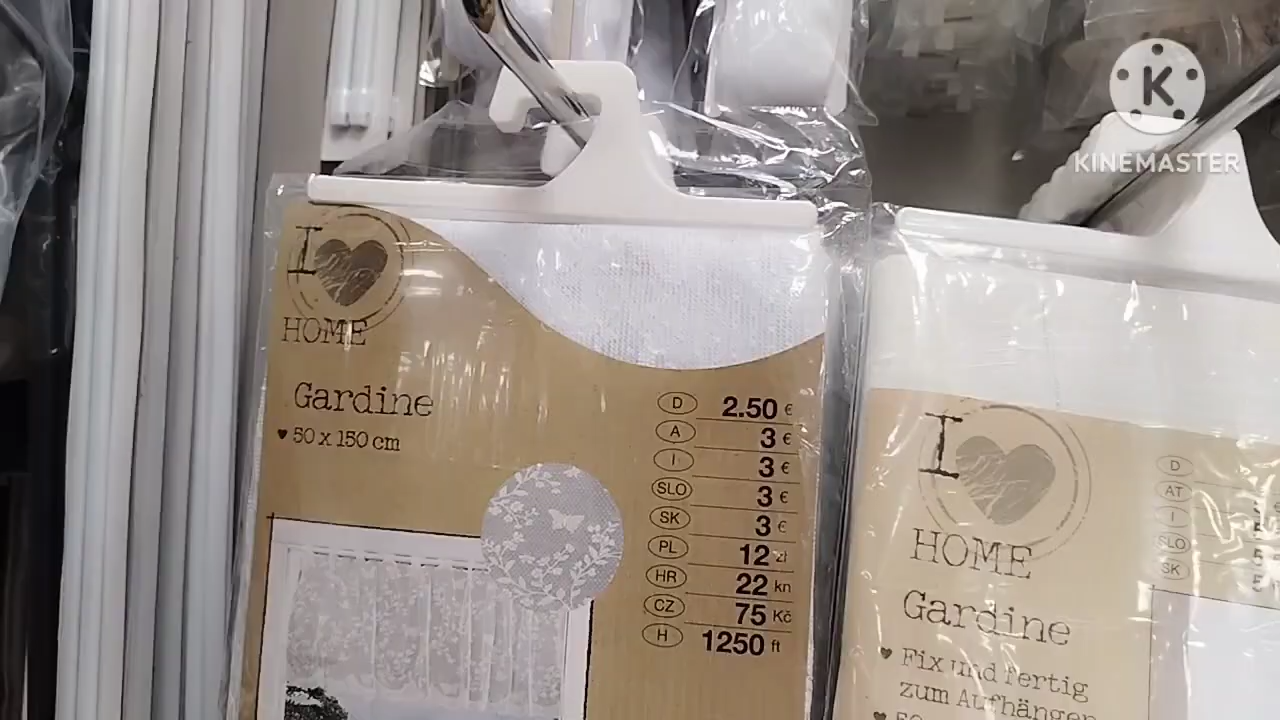 K
KINEMASTER
I
HOME
Gardine
♥ 50 x 150 cm
D 2.50 €
A 3 €
I 3 €
SLO 3 €
SK 3 €
PL 12 zł
HR 22 kn
CZ 75 Kč
H 1250 ft
I
HOME
Gardine
♥ Fix und fertig
zum Aufhängen
D
AT
I
SLO
SK